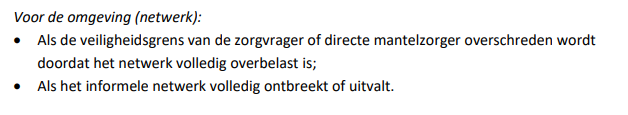 Voor de omgeving (netwerk):
• Als de veiligheidsgrens van de zorgvrager of directe mantelzorger overschreden wordt
doordat het netwerk volledig overbelast is;
• Als het informele netwerk volledig ontbreekt of uitvalt.